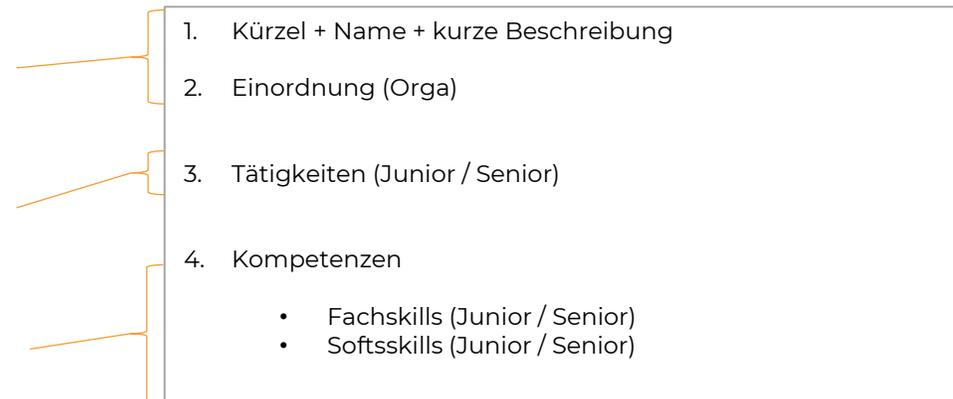 1. Kürzel + Name + kurze Beschreibung
2. Einordnung (Orga)
3. Tätigkeiten (Junior / Senior)
4. Kompetenzen
• Fachskills (Junior / Senior)
• Softsskills (Junior / Senior)